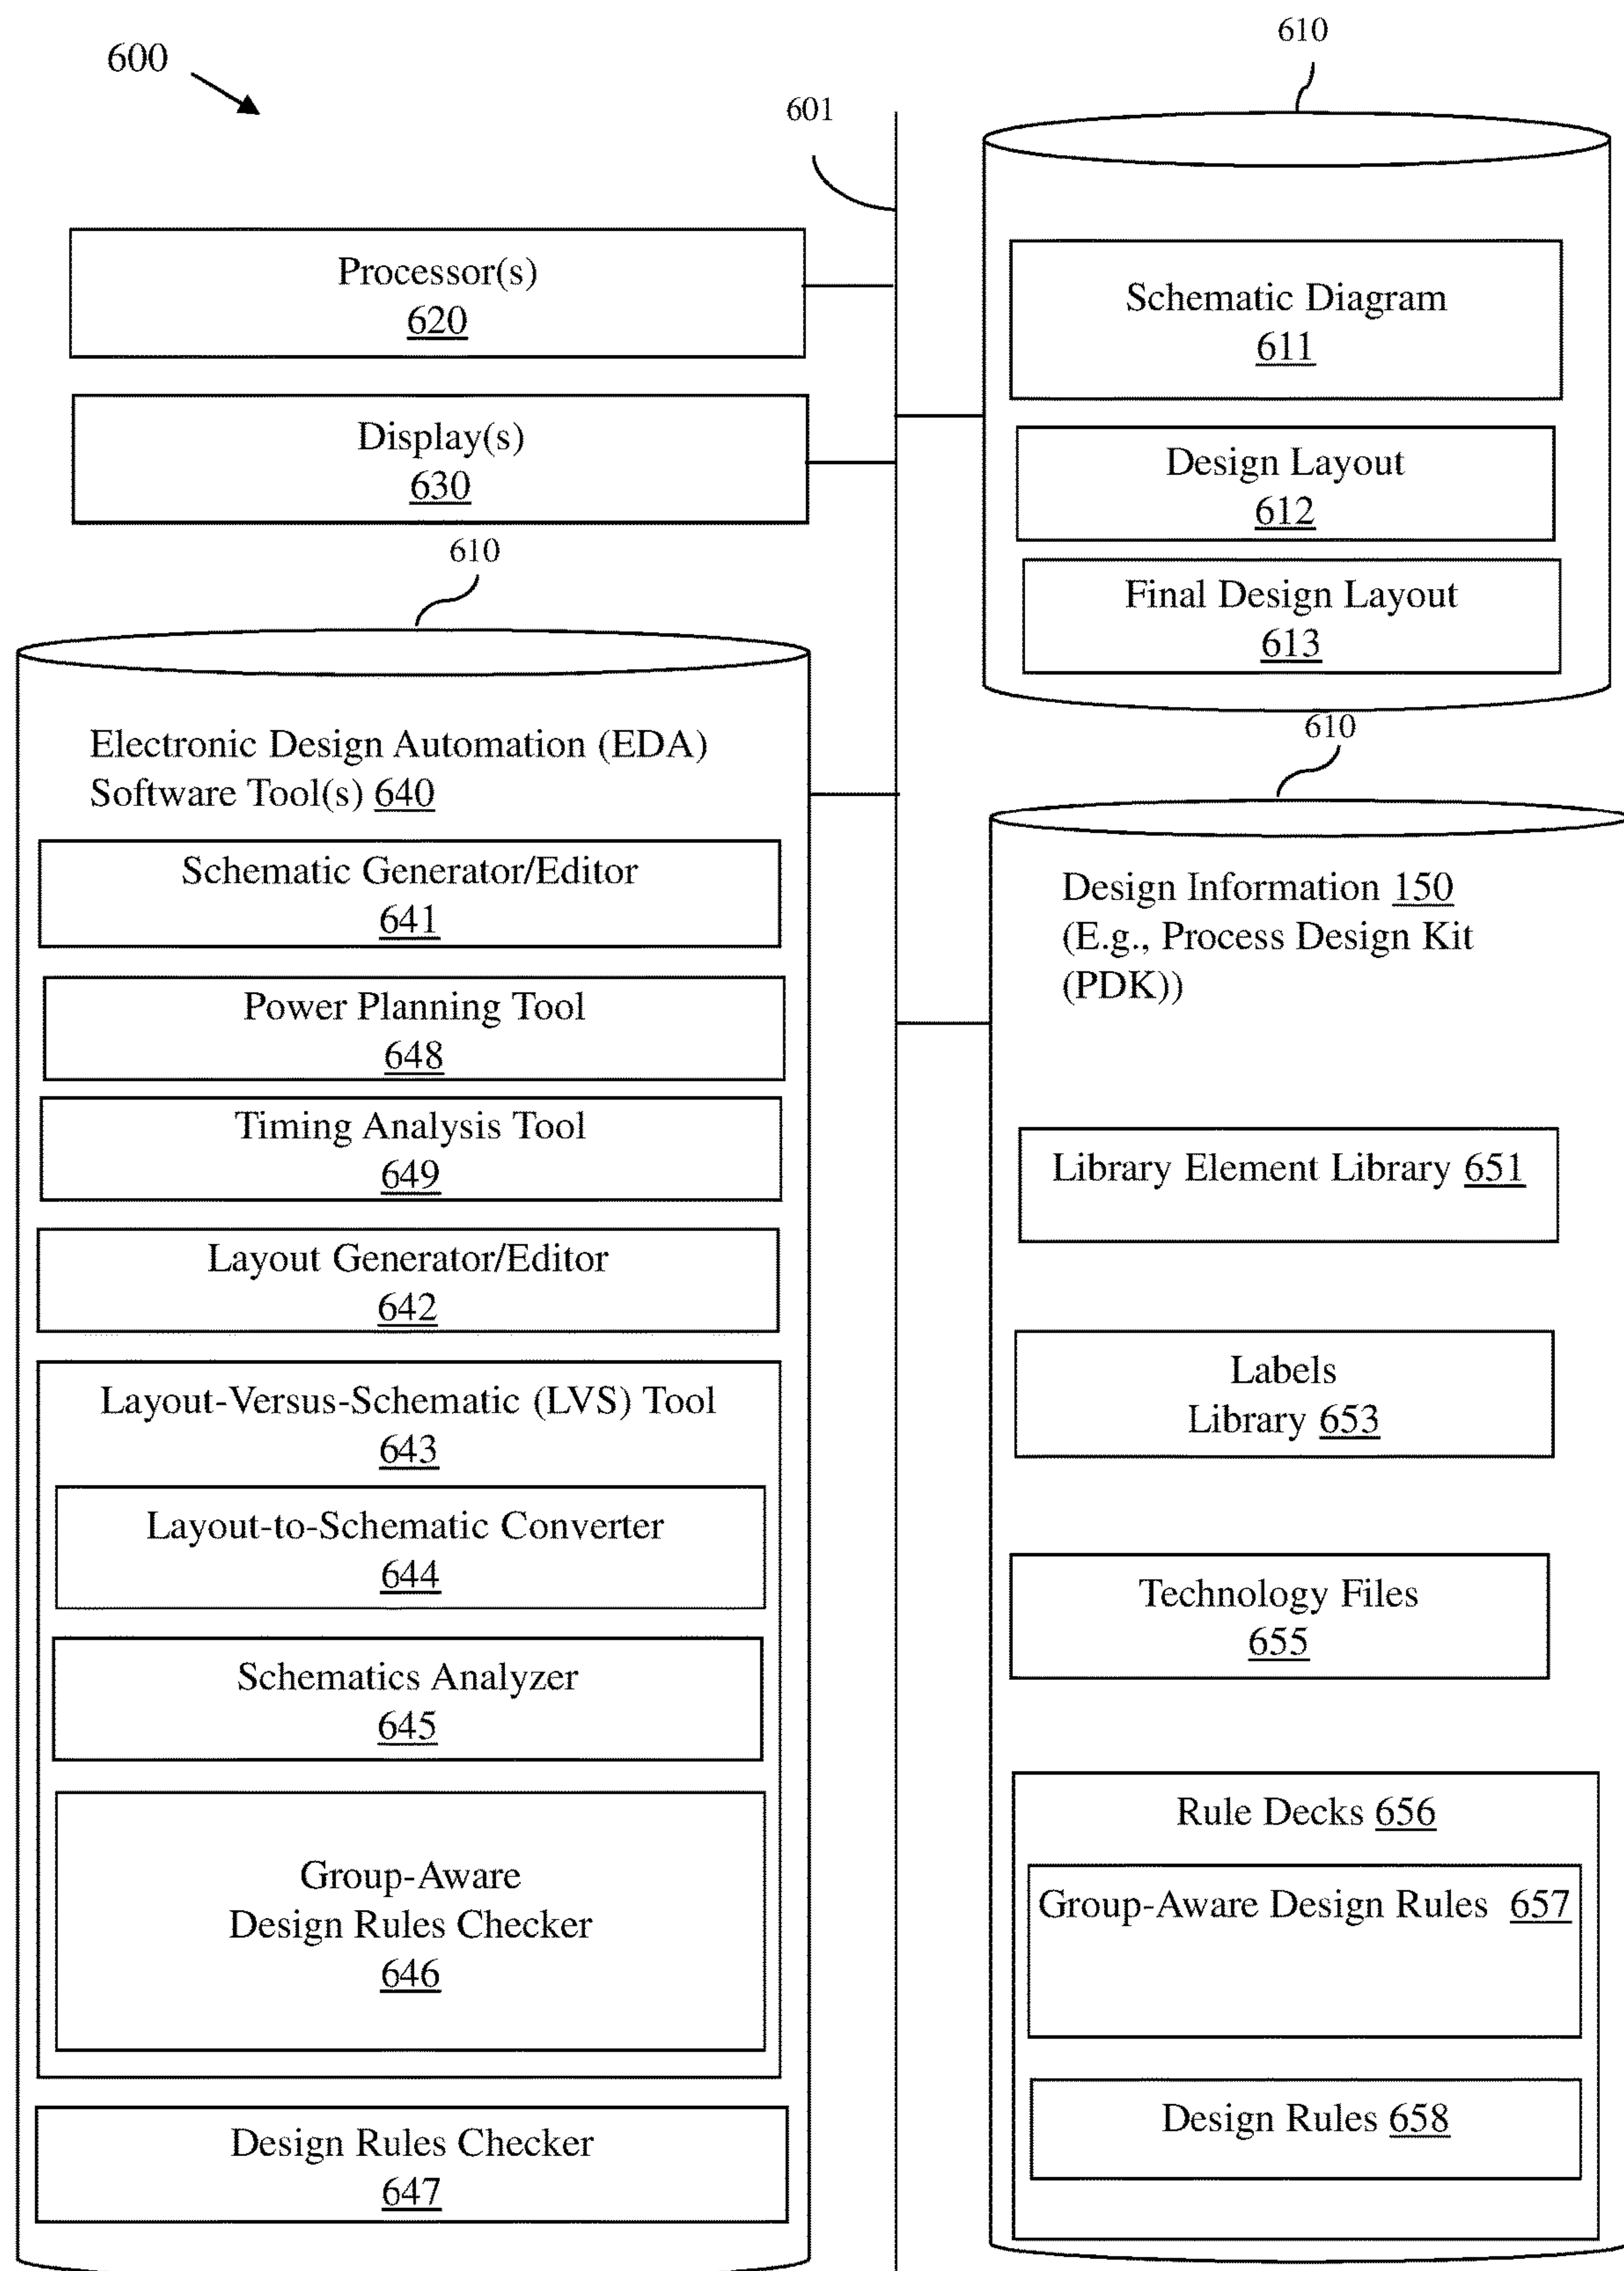 600
601
610
Processor(s)
620
Display(s)
630
610
Electronic Design Automation (EDA)
Software Tool(s) 640
Schematic Generator/Editor
641
Power Planning Tool
648
Timing Analysis Tool
649
Layout Generator/Editor
642
Layout-Versus-Schematic (LVS) Tool
643
Layout-to-Schematic Converter
644
Schematics Analyzer
645
Group-Aware
Design Rules Checker
646
Design Rules Checker
647
Schematic Diagram
611
Design Layout
612
Final Design Layout
613
610
Design Information 150
(E.g., Process Design Kit
(PDK))
Library Element Library 651
Labels
Library 653
Technology Files
655
Rule Decks 656
Group-Aware Design Rules 657
Design Rules 658